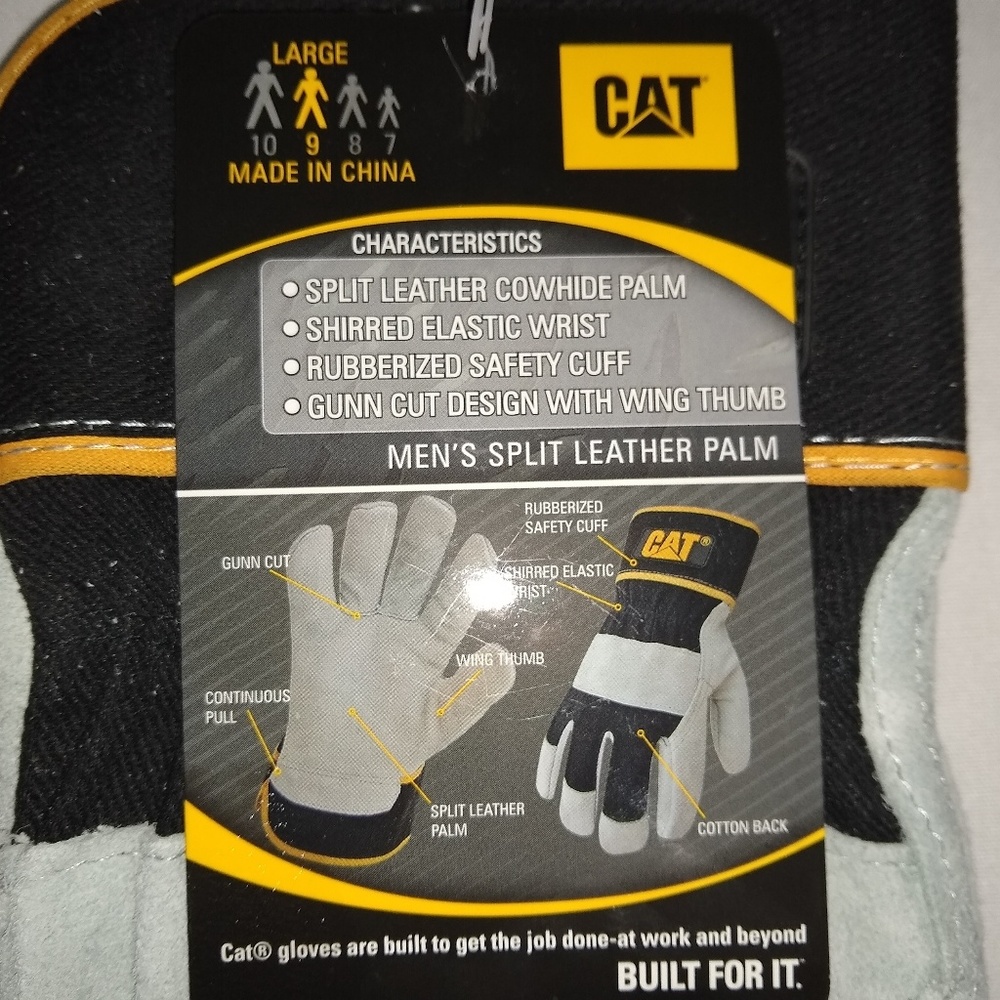 LARGE
10 9 8 7
MADE IN CHINA
CAT
CHARACTERISTICS
• SPLIT LEATHER COWHIDE PALM
• SHIRRED ELASTIC WRIST
• RUBBERIZED SAFETY CUFF
• GUNN CUT DESIGN WITH WING THUMB
MEN'S SPLIT LEATHER PALM
GUNN CUT
CONTINUOUS
PULL
WING THUMB
SPLIT LEATHER
PALM
RUBBERIZED
SAFETY CUFF
SHIRRED ELASTIC
WRIST
CAT®
COTTON BACK
Cat® gloves are built to get the job done-at work and beyond
BUILT FOR IT.™